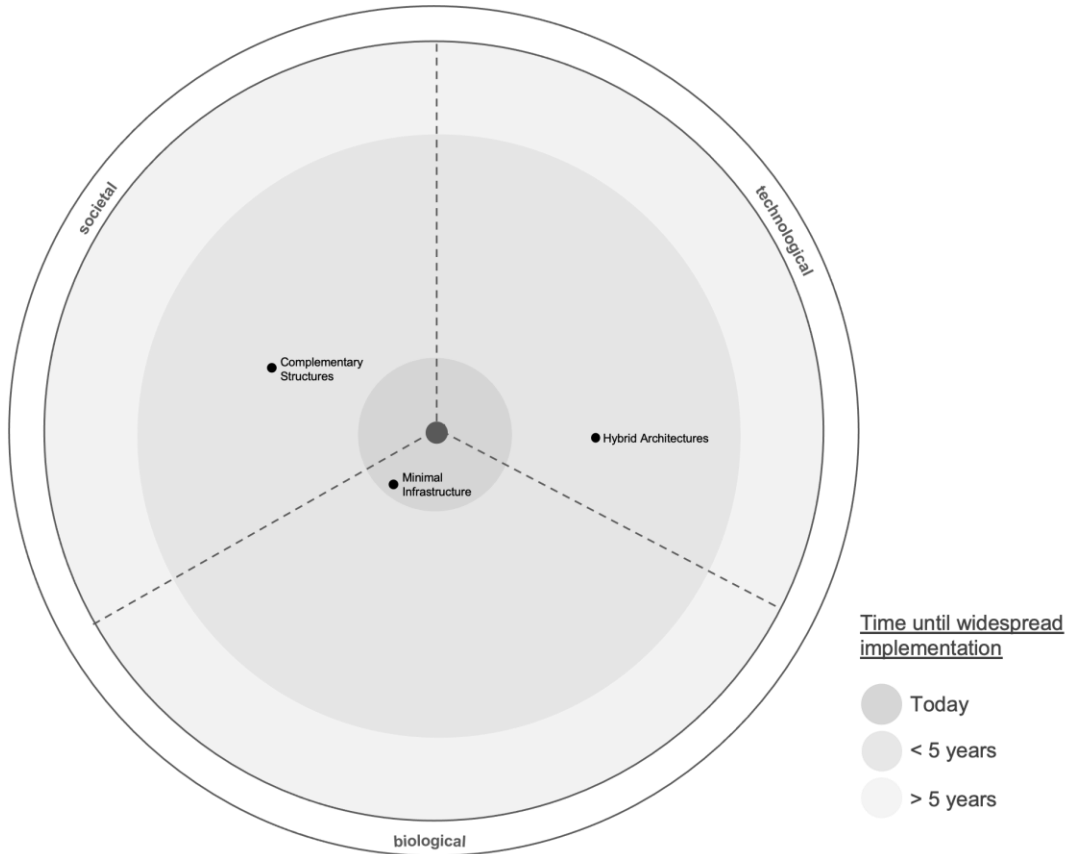 societal
technological
Complementary
Structures
Hybrid Architectures
Minimal
Infrastructure
biological
Time until widespread
implementation
Today
< 5 years
> 5 years